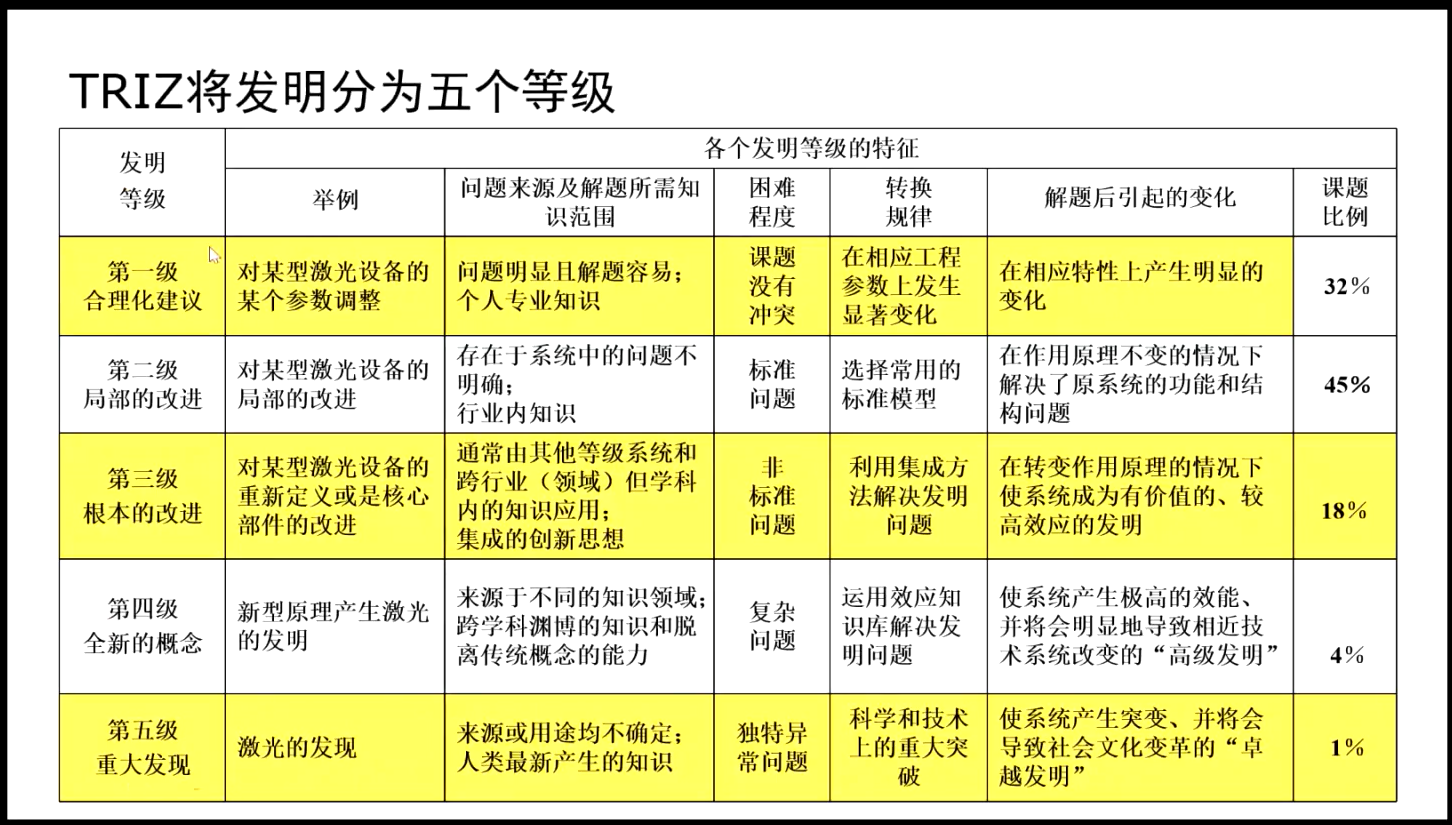 TRIZ将发明分为五个等级
发明
等级
各个发明等级的特征
举例
问题来源及解题所需知
识范围
困难
程度
转换
规律
解题后引起的变化
课题
比例
第一级
合理化建议
对某型激光设备的
某个参数调整
问题明显且解题容易；
个人专业知识
课题
没有
冲突
在相应工程
参数上发生
显著变化
在相应特性上产生明显的
变化
32%
第二级
局部的改进
对某型激光设备的
局部的改进
存在于系统中的问题不
明确；
行业内知识
标准
问题
选择常用的
标准模型
在作用原理不变的情况下
解决了原系统的功能和结
构问题
45%
第三级
根本的改进
对某型激光设备的
重新定义或是核心
部件的改进
通常由其他等级系统和
跨行业（领域）但学科
内的知识应用；
集成的创新思想
非
标准
问题
利用集成方
法解决发明
问题
在转变作用原理的情况下
使系统成为有价值的、较
高效应的发明
18%
第四级
全新的概念
新型原理产生激光
的发明
来源于不同的知识领域；
跨学科渊博的知识和脱
离传统概念的能力
复杂
问题
运用效应知
识库解决发
明问题
使系统产生极高的效能、
并将会明显地导致相近技
术系统改变的“高级发明”
4%
第五级
重大发现
激光的发现
来源或用途均不确定；
人类最新产生的知识
独特异
常问题
科学和技术
上的重大突
破
使系统产生突变、并将会
导致社会文化变革的“卓
越发明”
1%